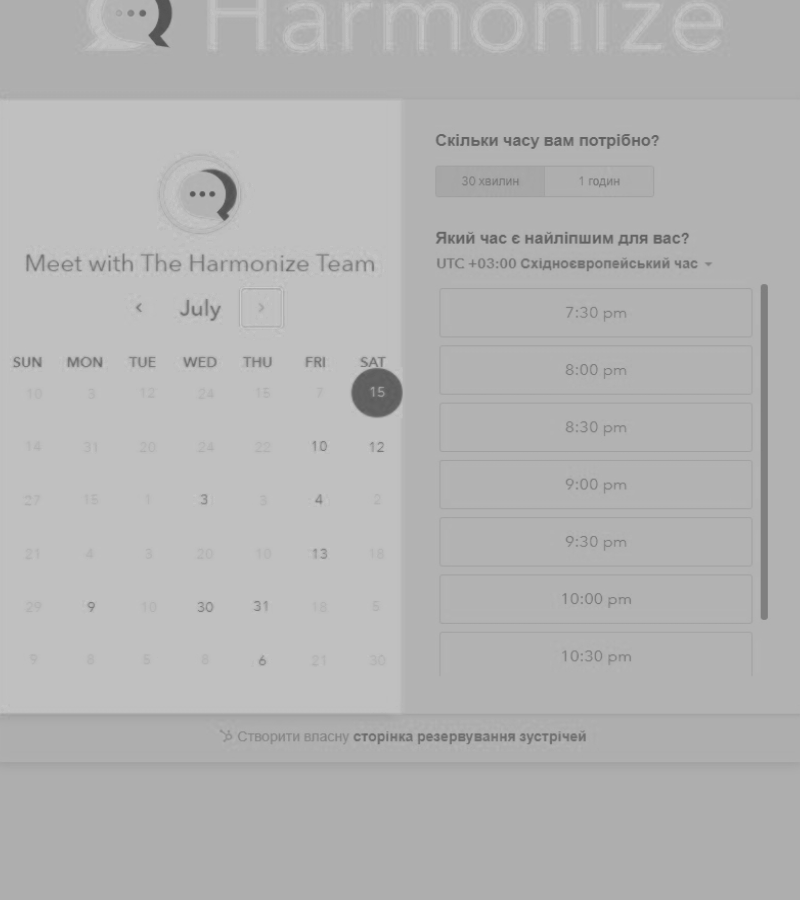 Harmonize
Meet with The Harmonize Team
July
SUN MON TUE WED THU FRI SAT
10 3 12 24 15 7 15
14 31 20 24 22 10 12
27 15 1 3 3 4 2
21 4 3 20 10 13 18
29 9 10 30 31 18 5
9 8 5 8 6 21 30
Скільки часу вам потрібно?
30 хвилин 1 годин
Який час є найліпшим для вас?
UTC +03:00 Східноєвропейський час
7:30 pm
8:00 pm
8:30 pm
9:00 pm
9:30 pm
10:00 pm
10:30 pm
Створити власну сторінка резервування зустрічей